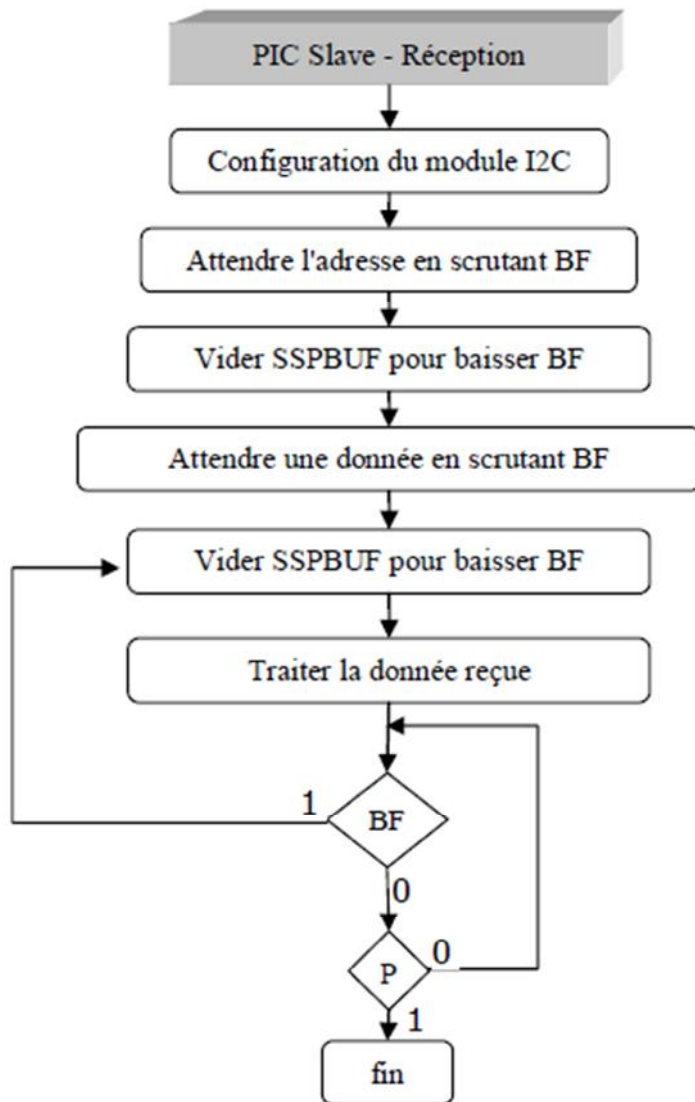 PIC Slave - Réception
Configuration du module I2C
Attendre l'adresse en scrutant BF
Vider SSPBUF pour baisser BF
Attendre une donnée en scrutant BF
Vider SSPBUF pour baisser BF
Traiter la donnée reçue
1
BF
0
P
0
1
fin